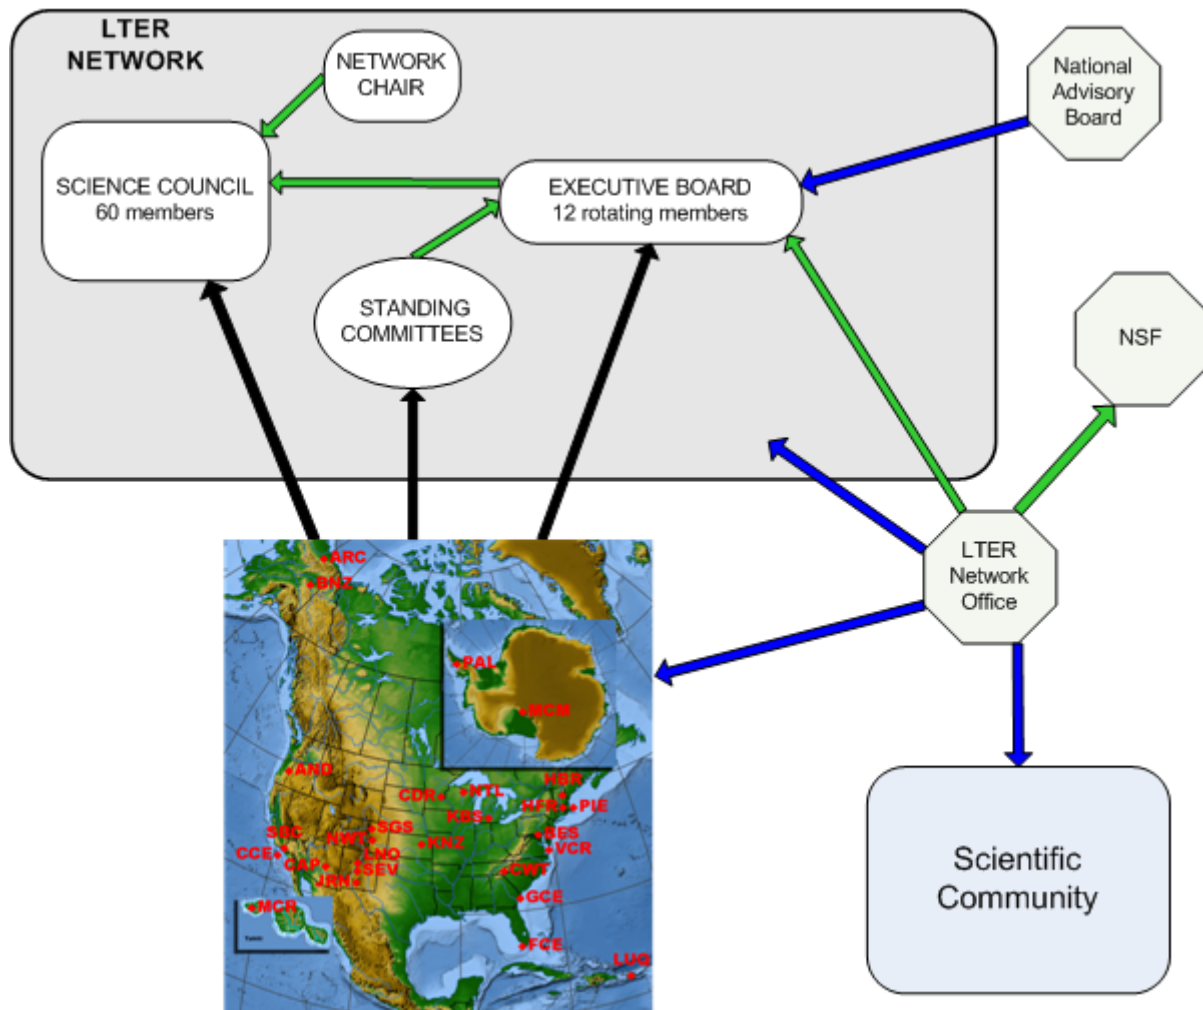 LTER
NETWORK
NETWORK
CHAIR
National
Advisory
Board
SCIENCE COUNCIL
60 members
EXECUTIVE BOARD
12 rotating members
STANDING
COMMITTEES
NSF
LTER
Network
Office
ARC
BNZ
PAL
MCM
AND
HBR
CDR
NTL
HFR
PIE
KBS
SBC
SGS
NWT
KNZ
BES
VCR
CCE
CAP
LNO
SEV
JRN
CWT
GCE
MCR
FCE
LUQ
Scientific
Community